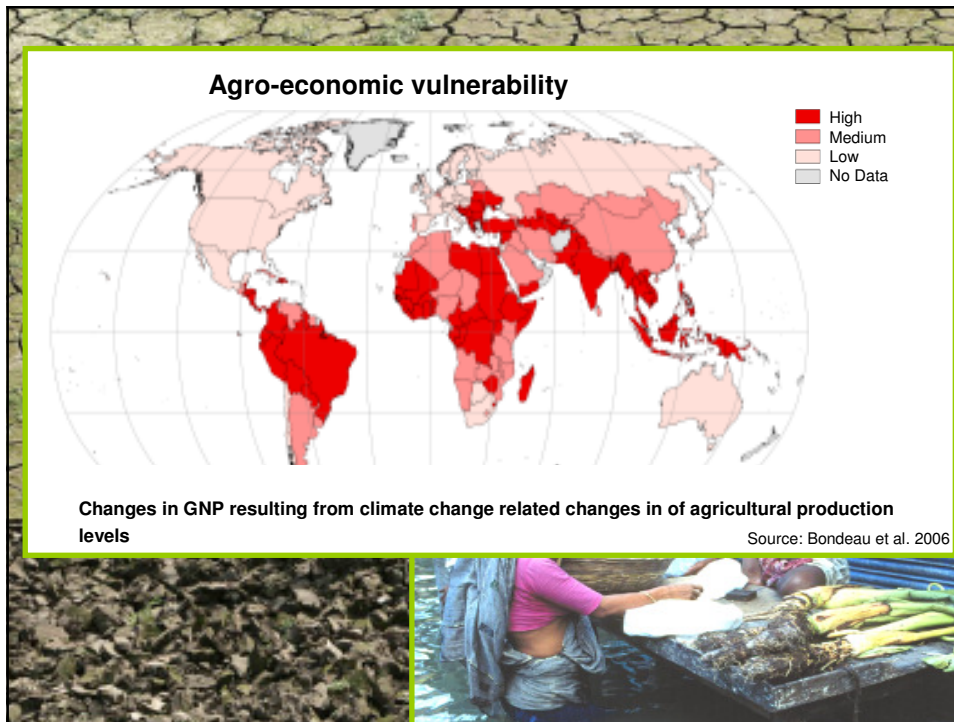 Agro-economic vulnerability
High
Medium
Low
No Data
Changes in GNP resulting from climate change related changes in of agricultural production
levels
Source: Bondeau et al. 2006